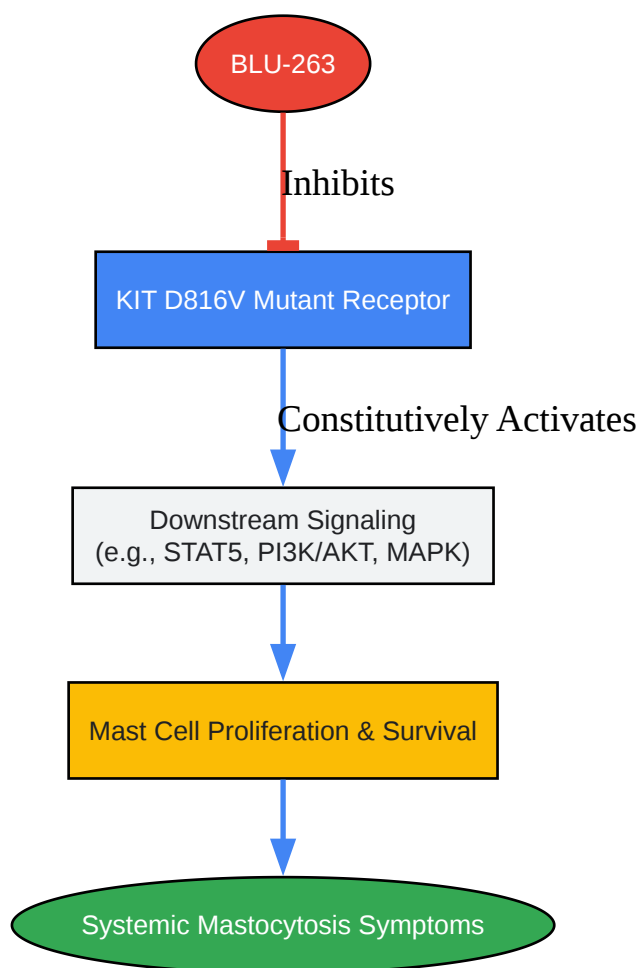 BLU-263
Inhibits
KIT D816V Mutant Receptor
Constitutively Activates
Downstream Signaling
(e.g., STAT5, PI3K/AKT, MAPK)
Mast Cell Proliferation & Survival
Systemic Mastocytosis Symptoms